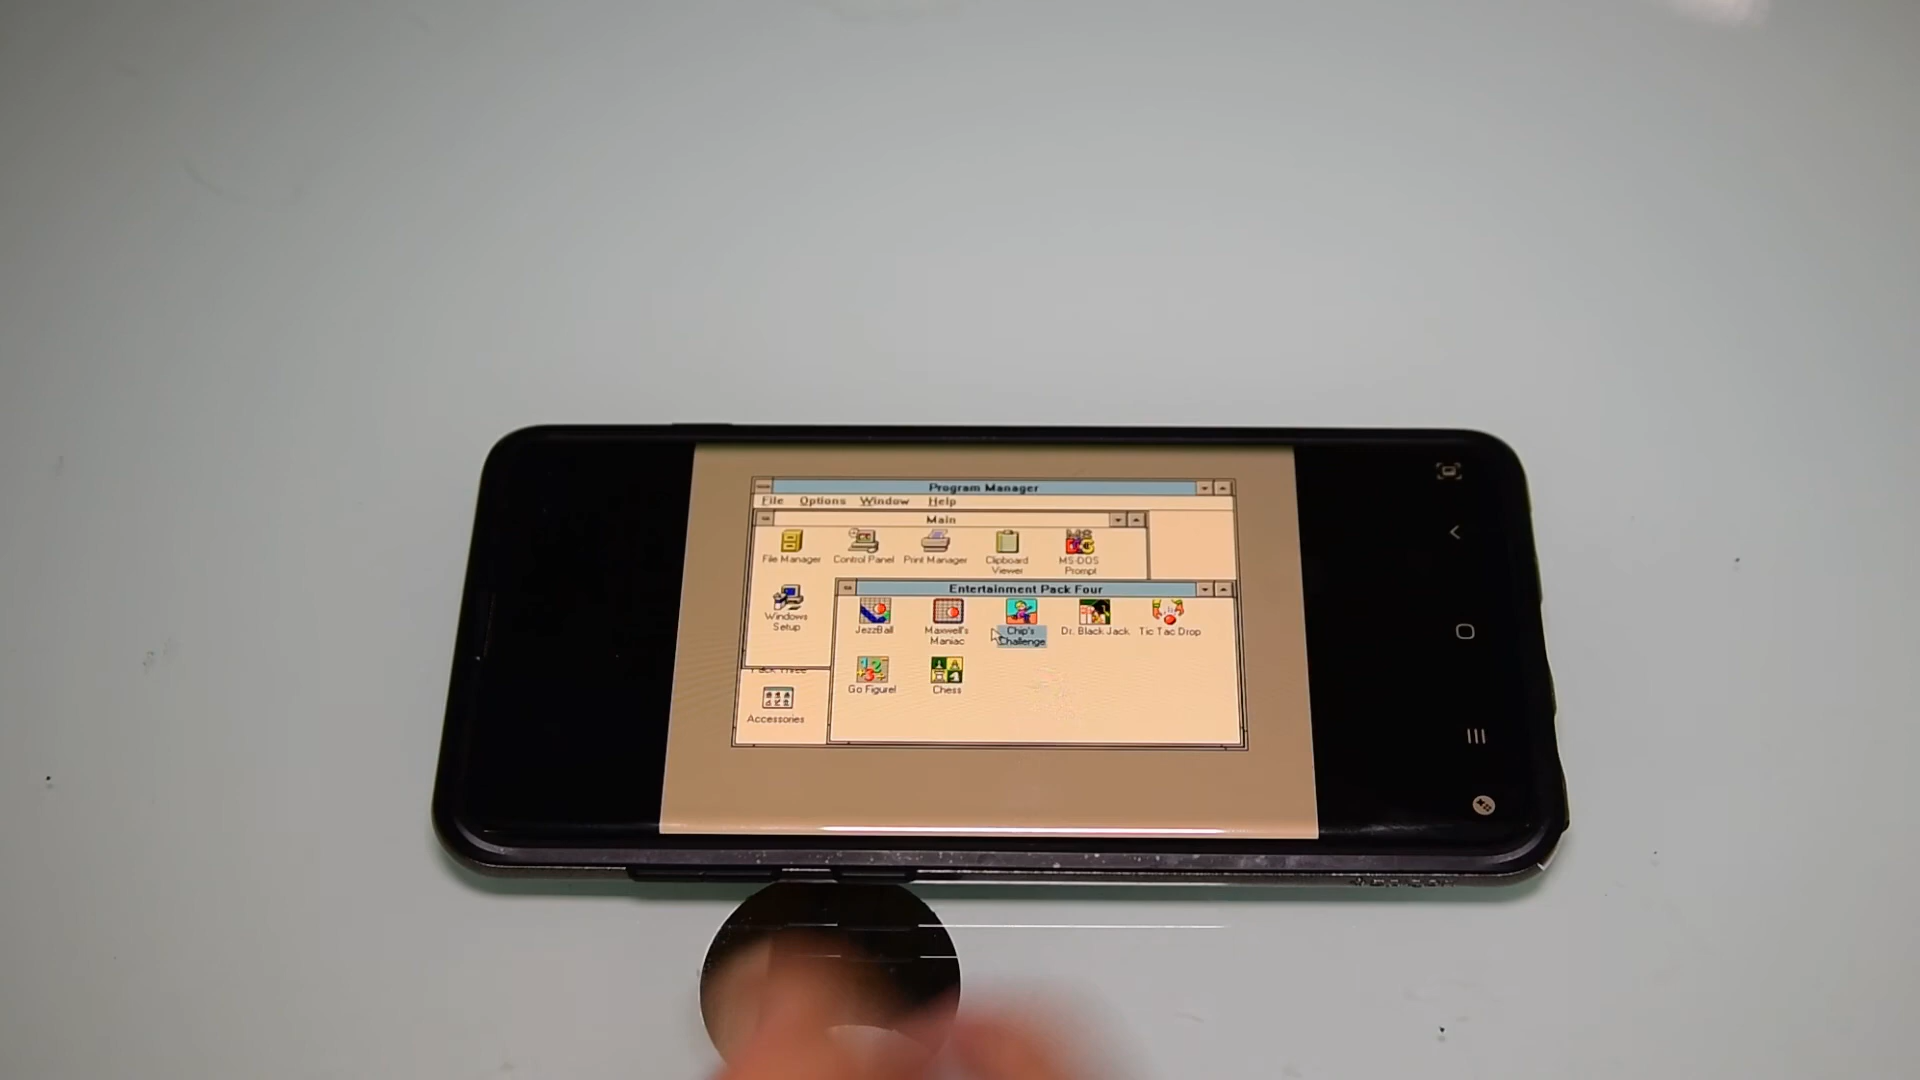 Program Manager
File Options Window Help
Main
File Manager Control Panel Print Manager Clipboard Viewer MS-DOS Prompt
Windows Setup
Entertainment Pack Four
JezzBall Maxwell's Maniac Chip's Challenge Dr. Black Jack Tic Tac Drop
Go Figure! Chess
Pack Three
Accessories